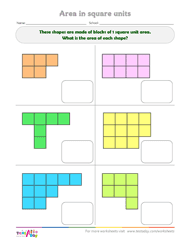 Area in square units
Name: School:
These shapes are made of blocks of 1 square unit area.
What is the area of each shape?